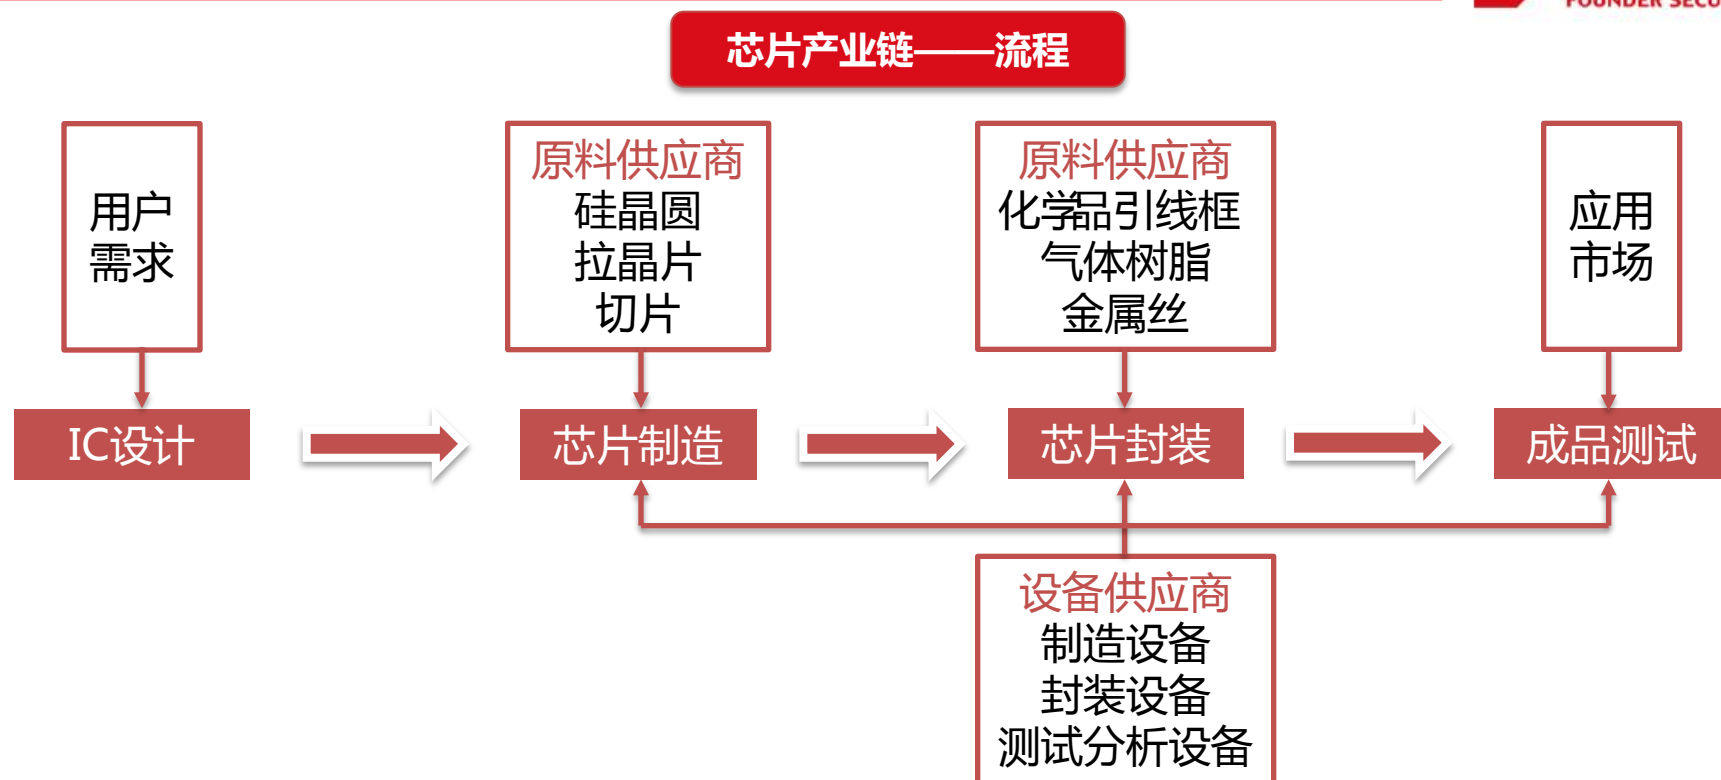 FOUNDER SECU
芯片产业链——流程
用户
需求
原料供应商
硅晶圆
拉晶片
切片
原料供应商
化学品引线框
气体树脂
金属丝
应用
市场
IC设计
芯片制造
芯片封装
成品测试
设备供应商
制造设备
封装设备
测试分析设备